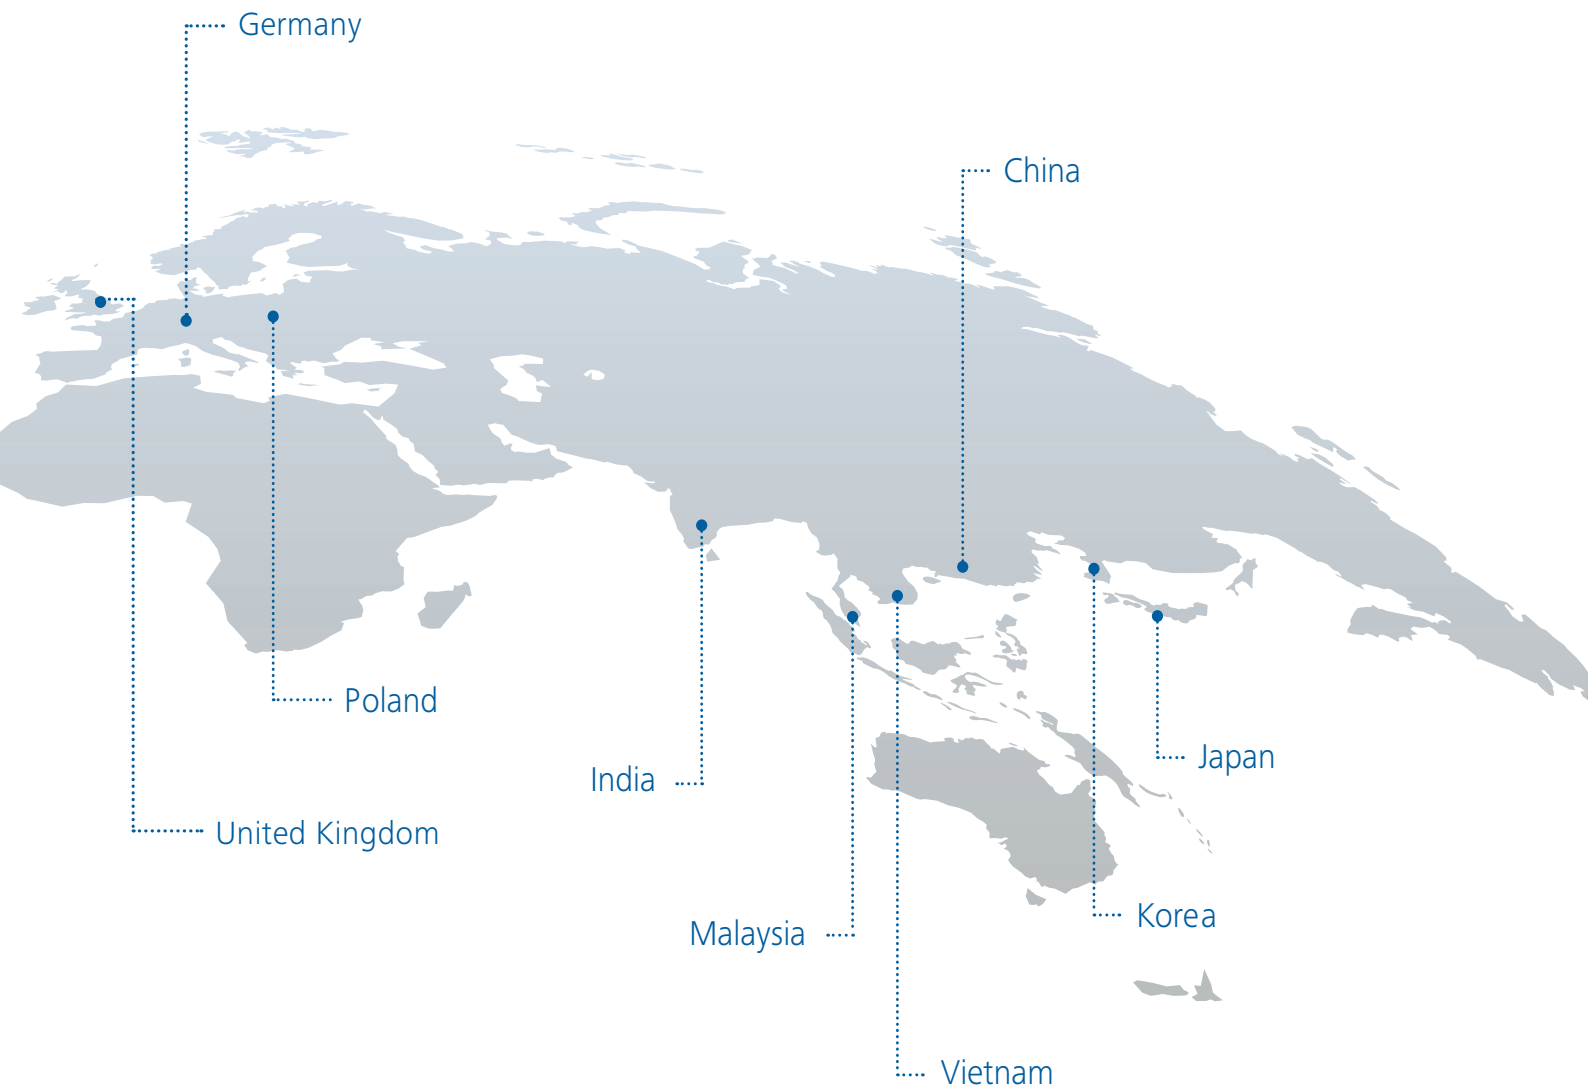 Germany
China
Poland
Japan
India
United Kingdom
Korea
Malaysia
Vietnam